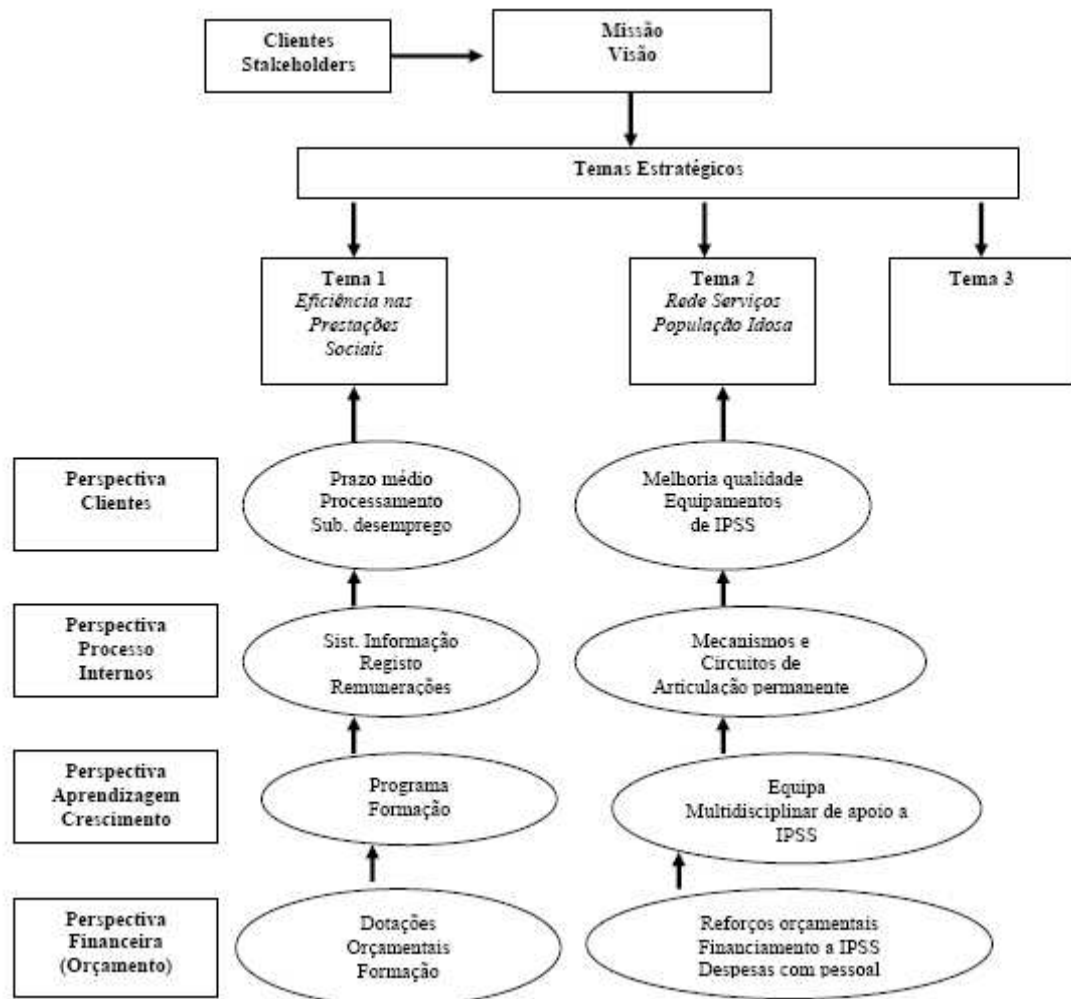 Clientes
Stakeholders
Missão
Visão
Temas Estratégicos
Tema 1
Eficiência nas
Prestações
Sociais
Tema 2
Rede Serviços
População Idosa
Tema 3
Perspectiva
Clientes
Prazo médio
Processamento
Sub. desemprego
Melhoria qualidade
Equipamentos
de IPSS
Perspectiva
Processo
Internos
Sist. Informação
Registo
Remunerações
Mecanismos e
Circuitos de
Articulação permanente
Perspectiva
Aprendizagem
Crescimento
Programa
Formação
Equipa
Multidisciplinar de apoio a
IPSS
Perspectiva
Financeira
(Orçamento)
Dotações
Orçamentais
Formação
Reforços orçamentais
Financiamento a IPSS
Despesas com pessoal